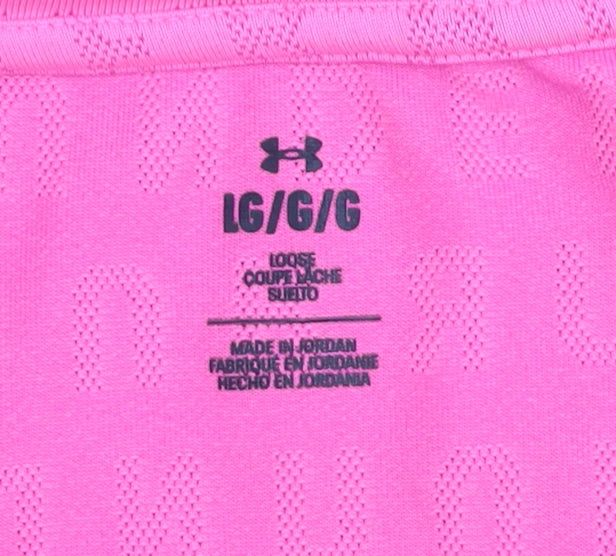 LG/G/G
LOOSE
COUPE LÂCHE
SUELTO
MADE IN JORDAN
FABRIQUÉ EN JORDANIE
HECHO EN JORDANIA